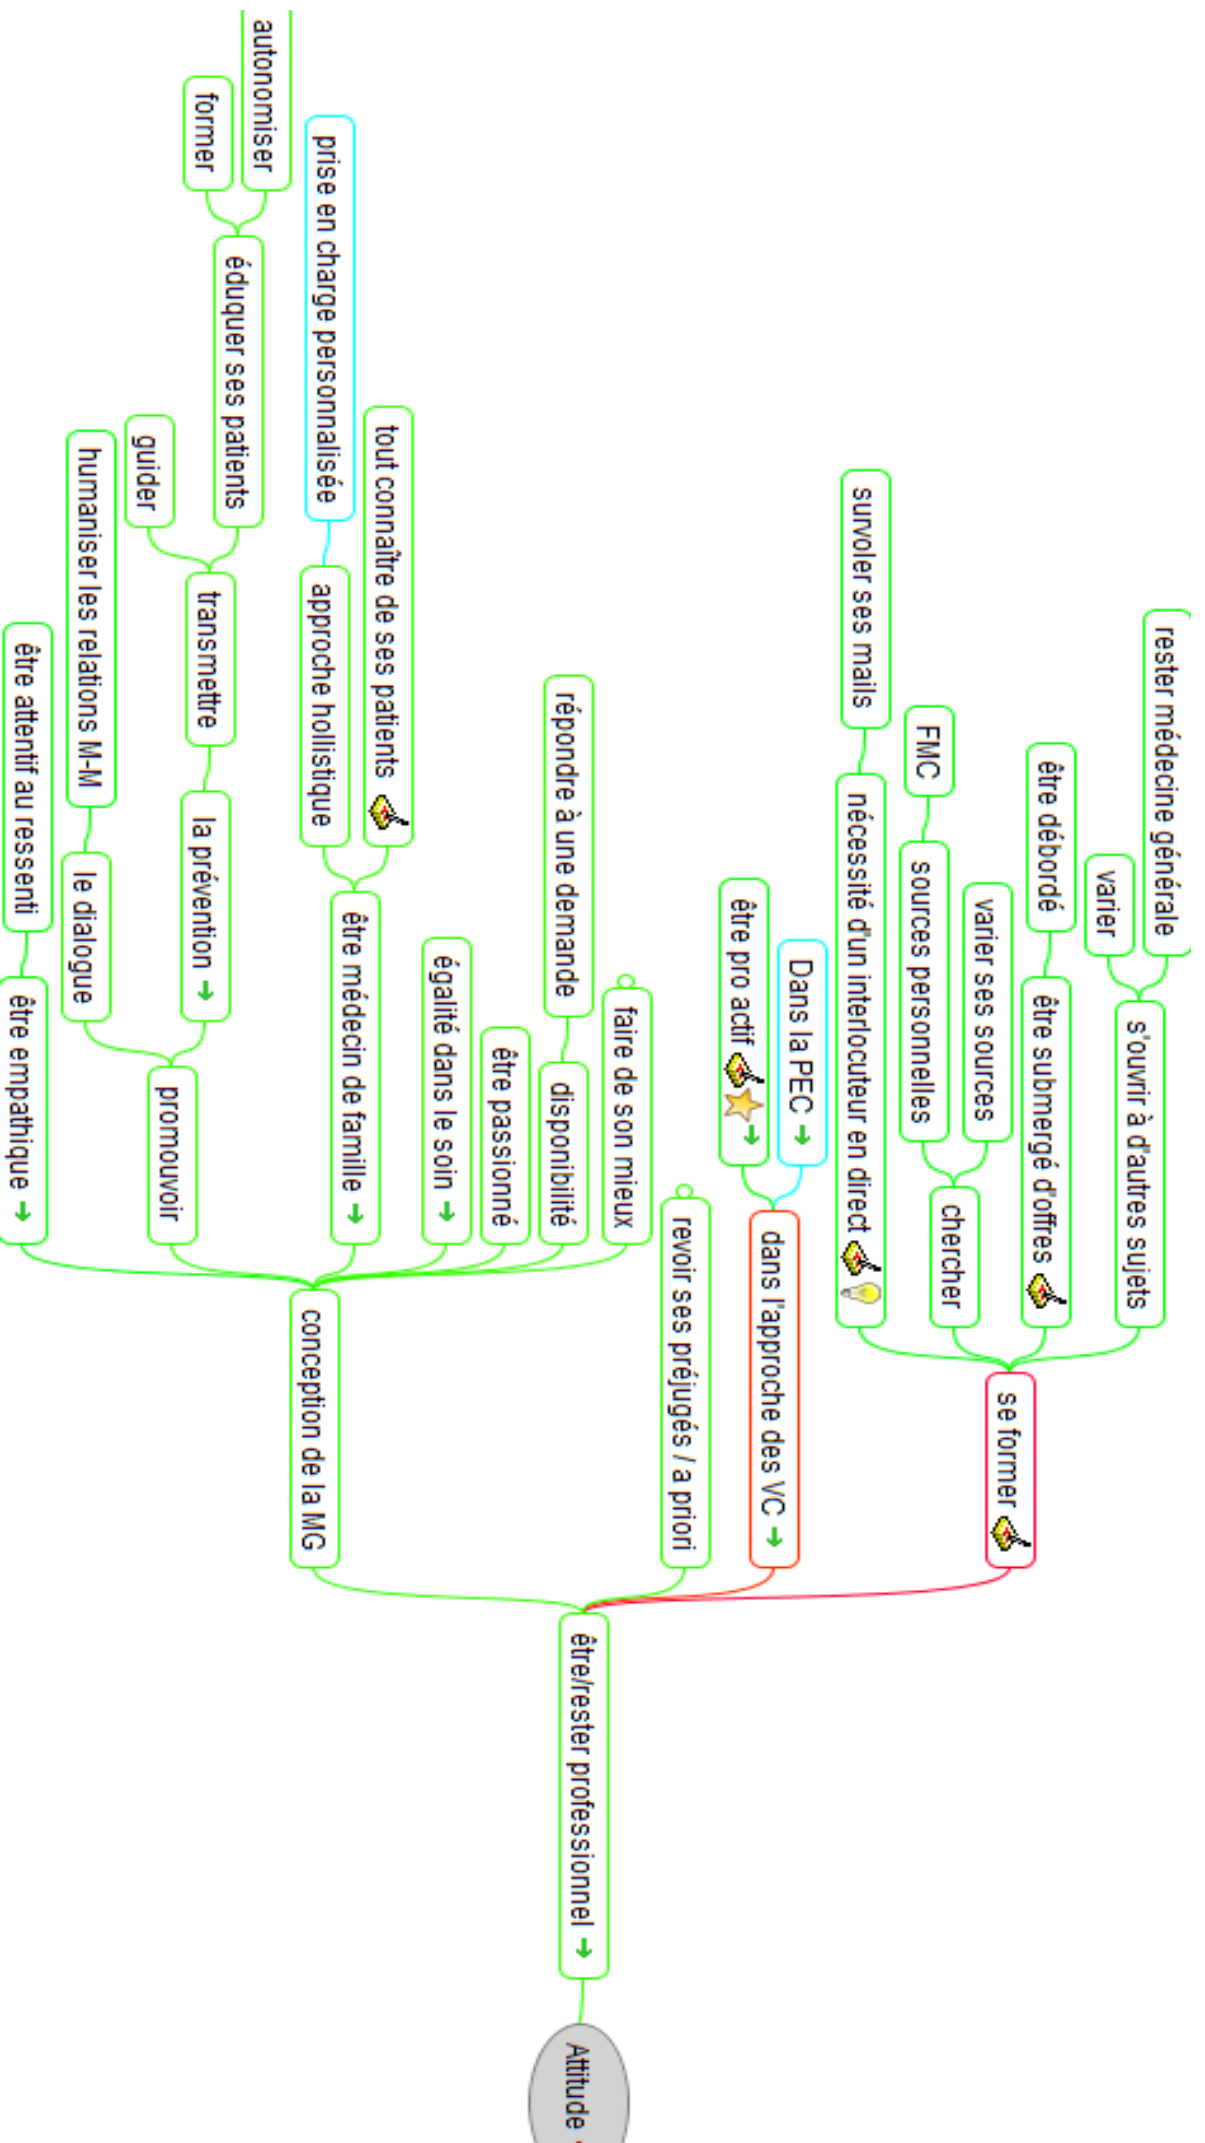 rester médecine générale
varier
s'ouvrir à d'autres sujets
être débordé
être submergé d'offres
varier ses sources
FMC
sources personnelles
chercher
survoler ses mails
nécessité d'un interlocuteur en direct
se former
Dans la PEC
être pro actif
dans l'approche des VC
revoir ses préjugés / a priori
faire de son mieux
répondre à une demande
disponibilité
être passionné
égalité dans le soin
tout connaître de ses patients
prise en charge personnalisée
approche hollistique
être médecin de famille
autonomiser
former
éduquer ses patients
guider
transmettre
la prévention
humaniser les relations M-M
le dialogue
promouvoir
être attentif au ressenti
être empathique
conception de la MG
être/rester professionnel
Attitude